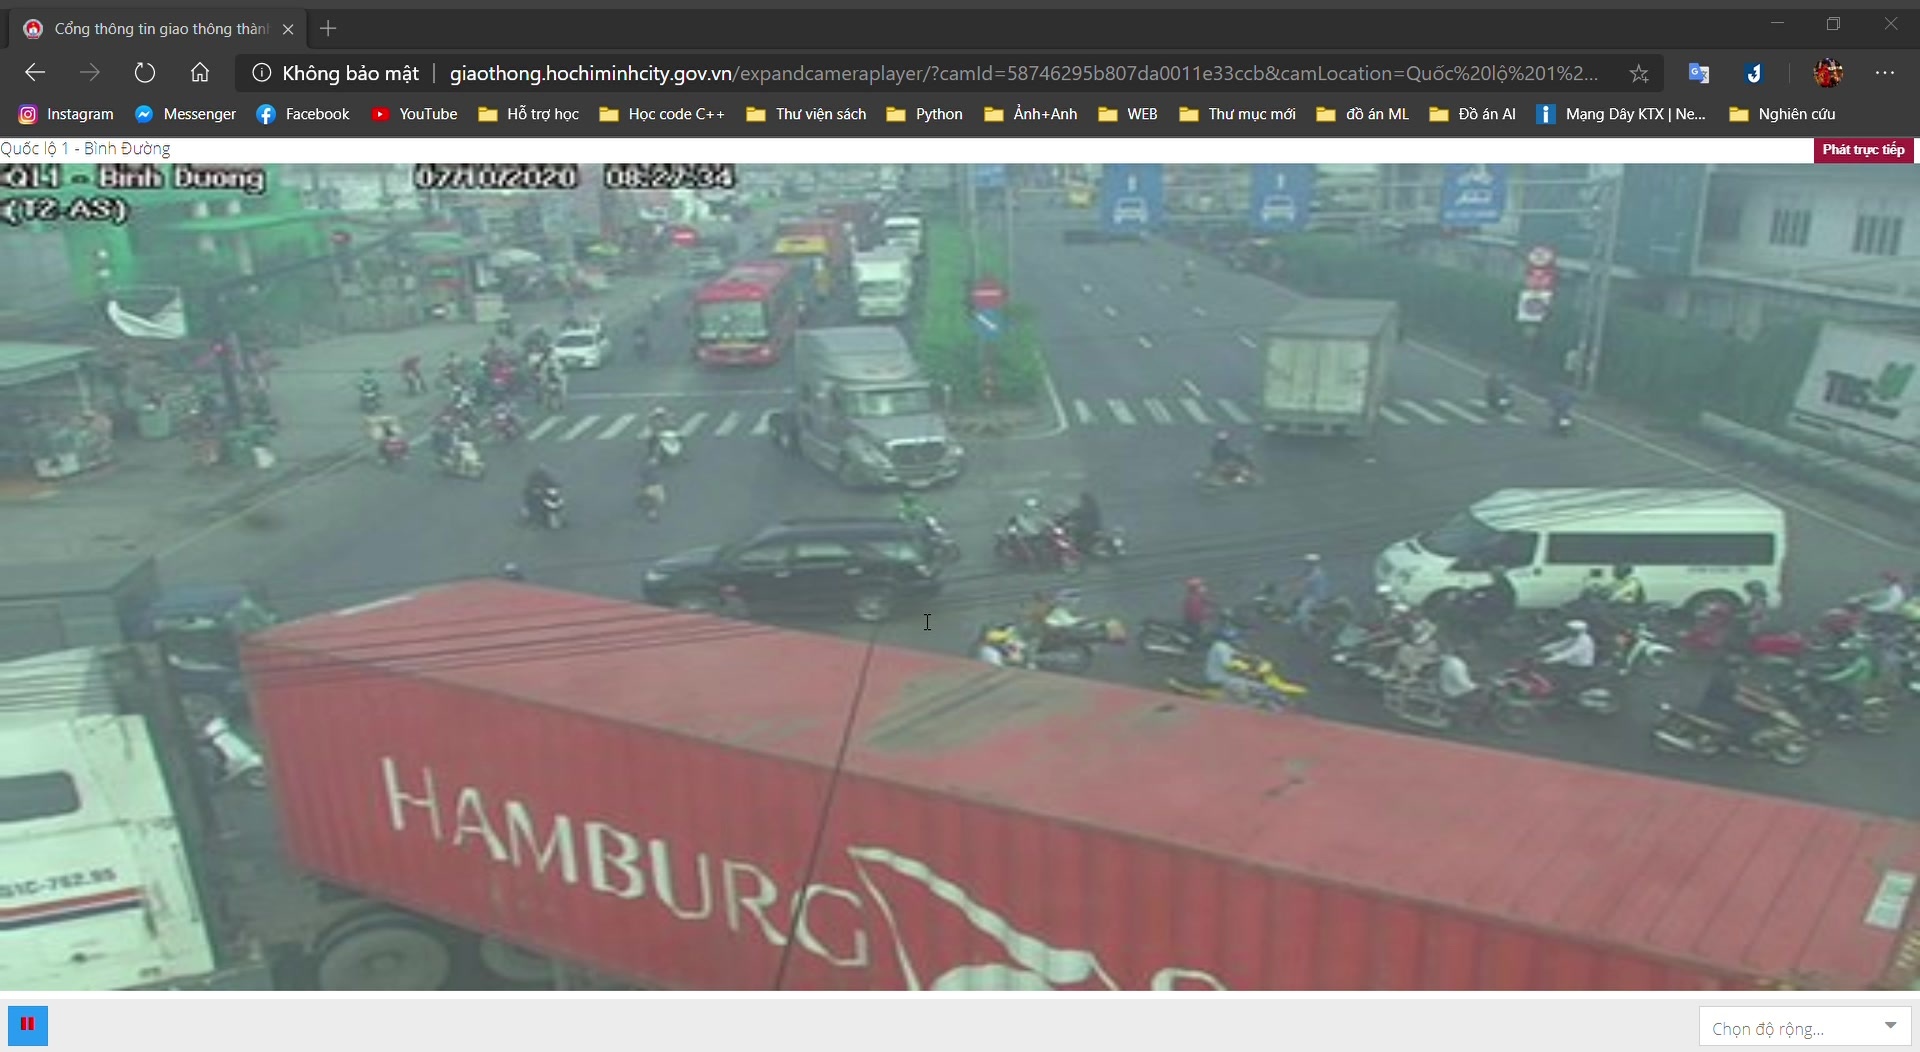 Cổng thông tin giao thông thành
Không bảo mật
giaothong.hochiminhcity.gov.vn/expandcameraplayer/?camId=58746295b807da0011e33ccb&camLocation=Quốc%20lộ%201%2...
Instagram
Messenger
Facebook
YouTube
Hỗ trợ học
Học code C++
Thư viện sách
Python
Ảnh+Anh
WEB
Thư mục mới
đồ án ML
Đồ án AI
Mạng Dây KTX | Ne...
Nghiên cứu
Quốc lộ 1 - Bình Đường
Phát trực tiếp
QL1 - Binh Duong
07/10/2020 08:27:34
(T2-AS)
HAMBURG
Chọn độ rộng...